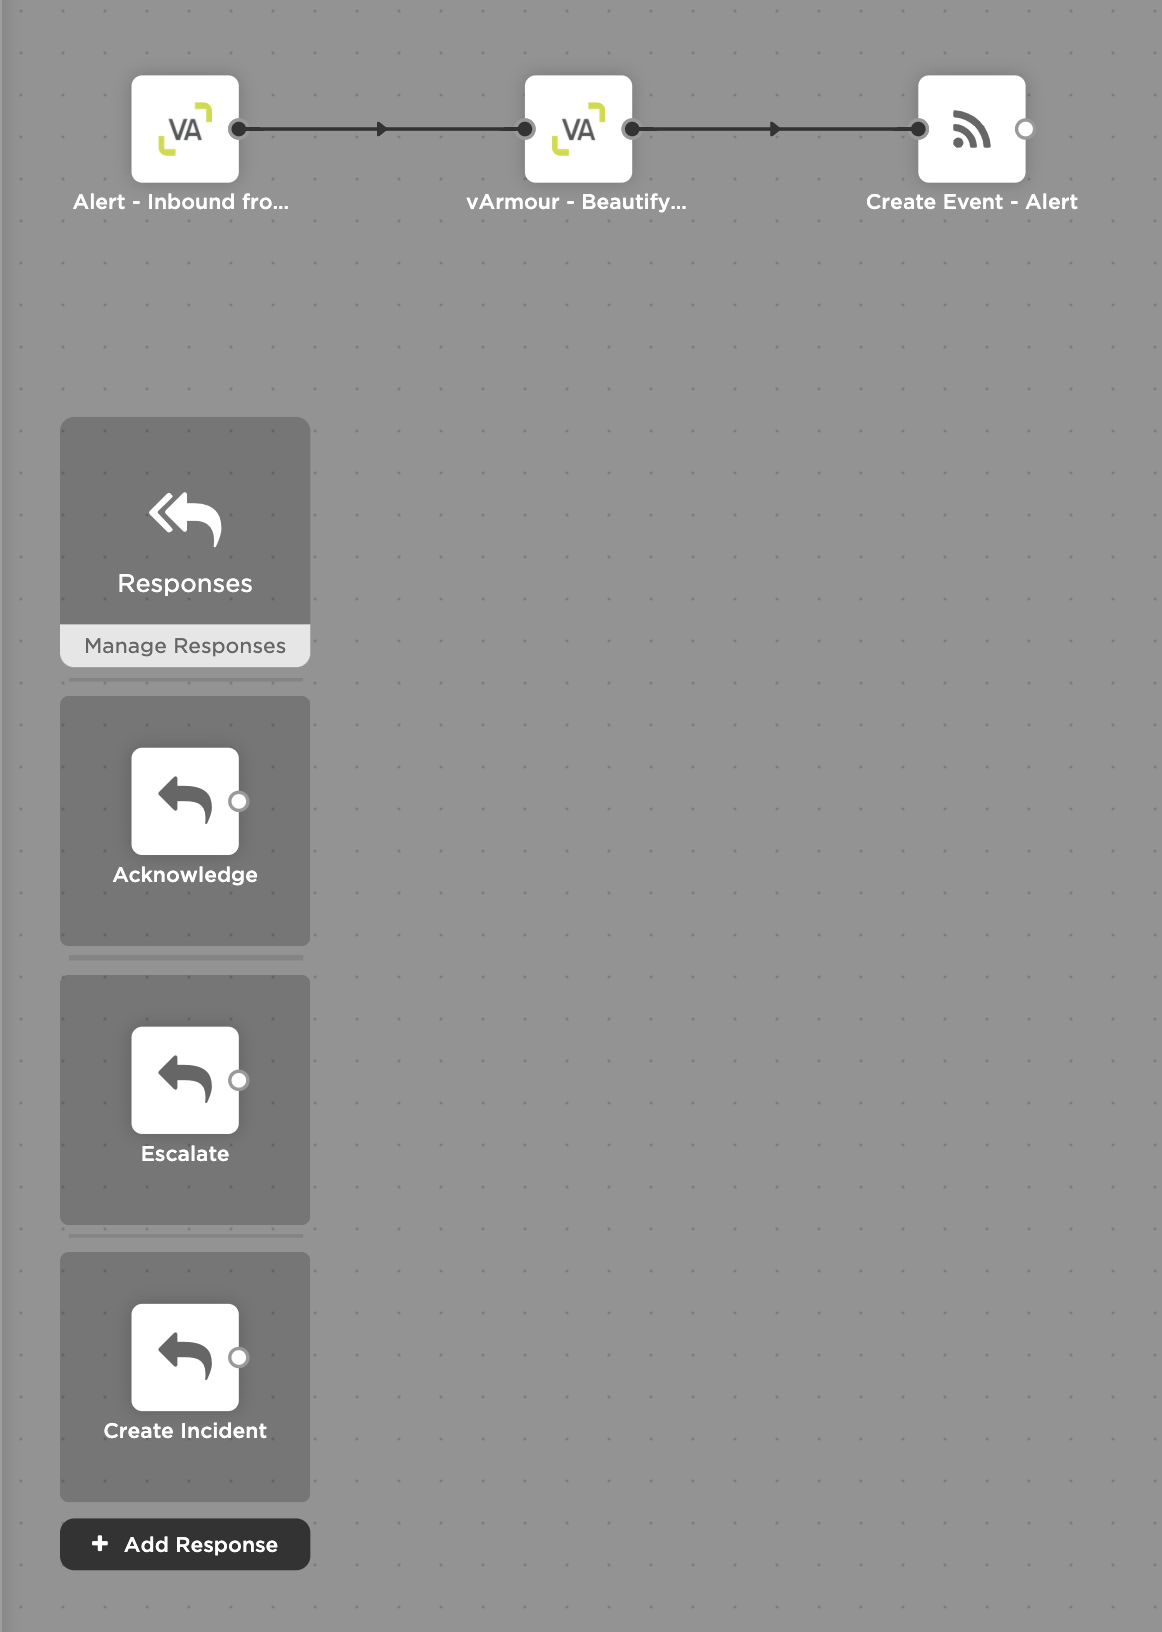 VA
VA
Alert - Inbound fro...
vArmour - Beautify...
Create Event - Alert
Responses
Manage Responses
Acknowledge
Escalate
Create Incident
+ Add Response